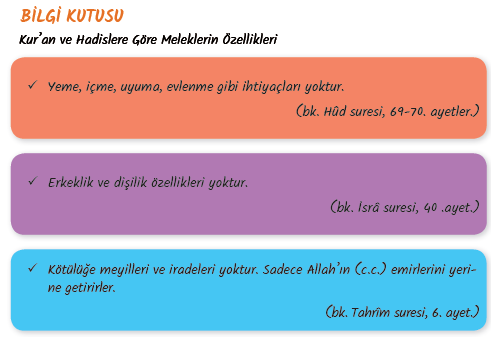 BİLGİ KUTUSU
Kur’an ve Hadislere Göre Meleklerin Özellikleri
✓ Yeme, içme, uyuma, evlenme gibi ihtiyaçları yoktur.
(bk. Hûd suresi, 69-70. ayetler.)
✓ Erkeklik ve dişilik özellikleri yoktur.
(bk. İsrâ suresi, 40 .ayet.)
✓ Kötülüğe meyilleri ve iradeleri yoktur. Sadece Allah’ın (c.c.) emirlerini yeri-
ne getirirler.
(bk. Tahrîm suresi, 6. ayet.)